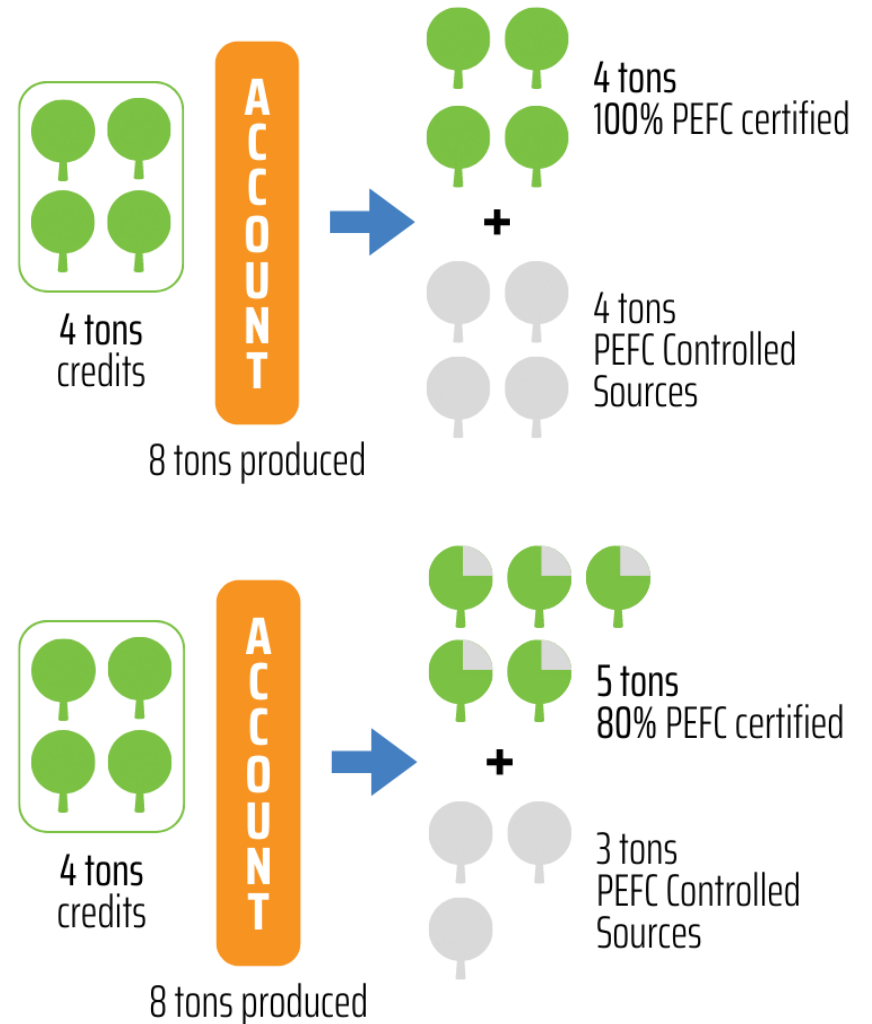 4 tons
credits
ACCOUNT
8 tons produced
4 tons
100% PEFC certified
+
4 tons
PEFC Controlled
Sources
4 tons
credits
ACCOUNT
8 tons produced
5 tons
80% PEFC certified
+
3 tons
PEFC Controlled
Sources